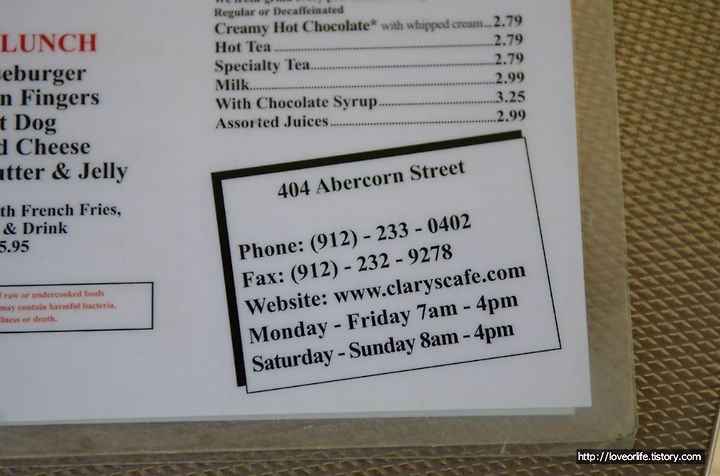 Regular or Decaffeinated
Creamy Hot Chocolate* with whipped cream...2.79
Hot Tea...2.79
Specialty Tea...2.79
Milk...2.99
With Chocolate Syrup...3.25
Assorted Juices...2.99
LUNCH
eburger
n Fingers
t Dog
d Cheese
utter & Jelly
th French Fries,
& Drink
5.95
raw or undercooked foods
may contain harmful bacteria,
llness or death.
404 Abercorn Street
Phone: (912) - 233 - 0402
Fax: (912) - 232 - 9278
Website: www.claryscafe.com
Monday - Friday 7am - 4pm
Saturday - Sunday 8am - 4pm
http://loveorlife.tistory.com